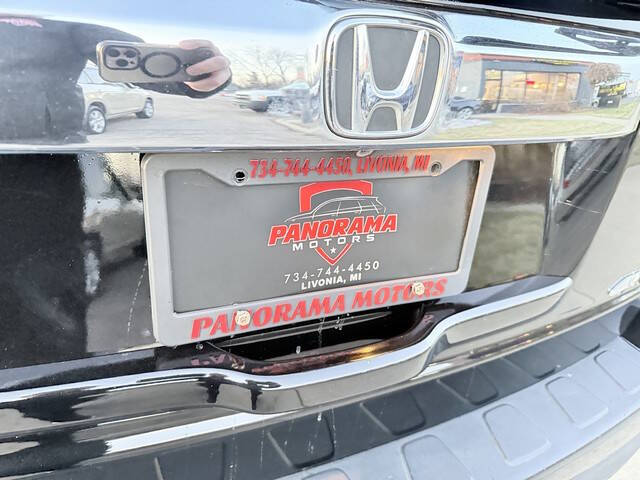 734-744-4450, LIVONIA, MI
PANORAMA
MOTORS
734-744-4450
LIVONIA, MI
PANORAMA MOTORS